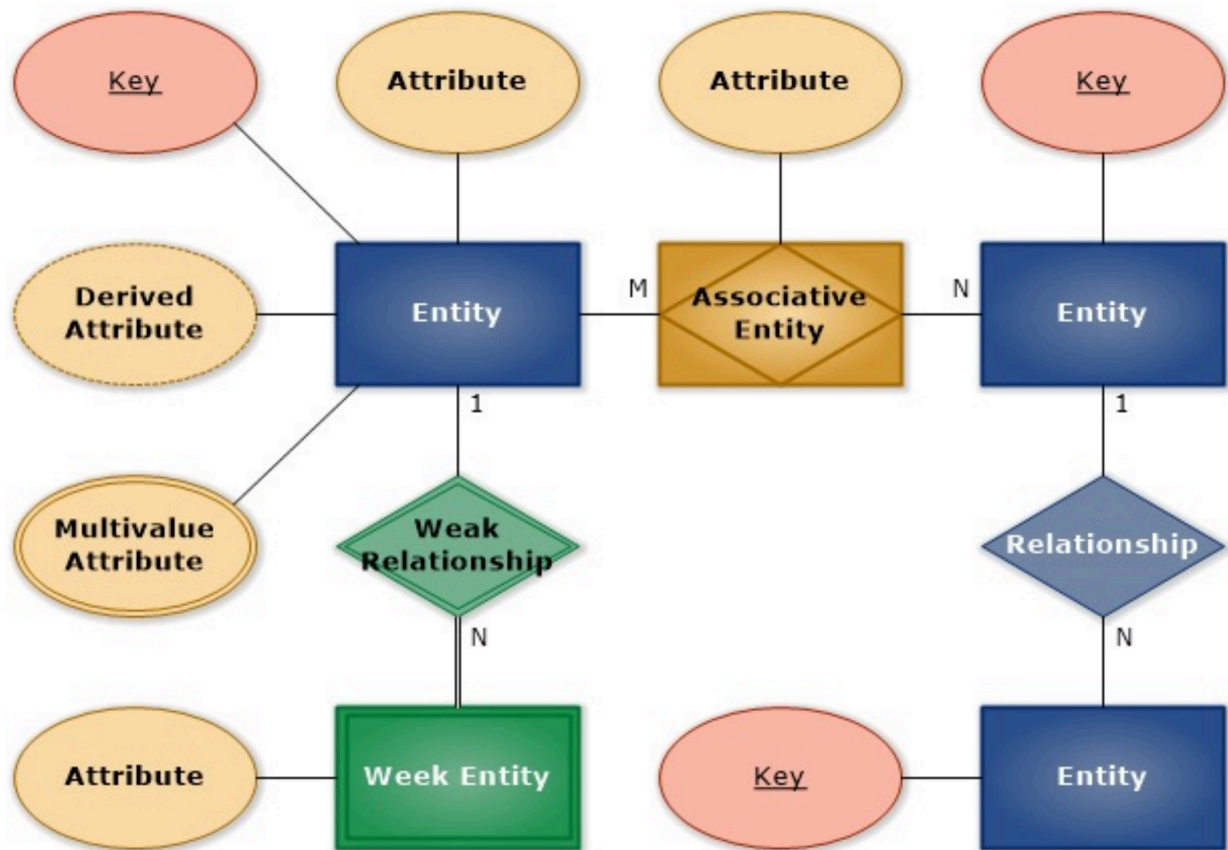 Key
Attribute
Attribute
Key
Derived
Attribute
Entity
M
Associative
Entity
N
Entity
1
1
Multivalue
Attribute
Weak
Relationship
Relationship
N
N
Attribute
Week Entity
Key
Entity